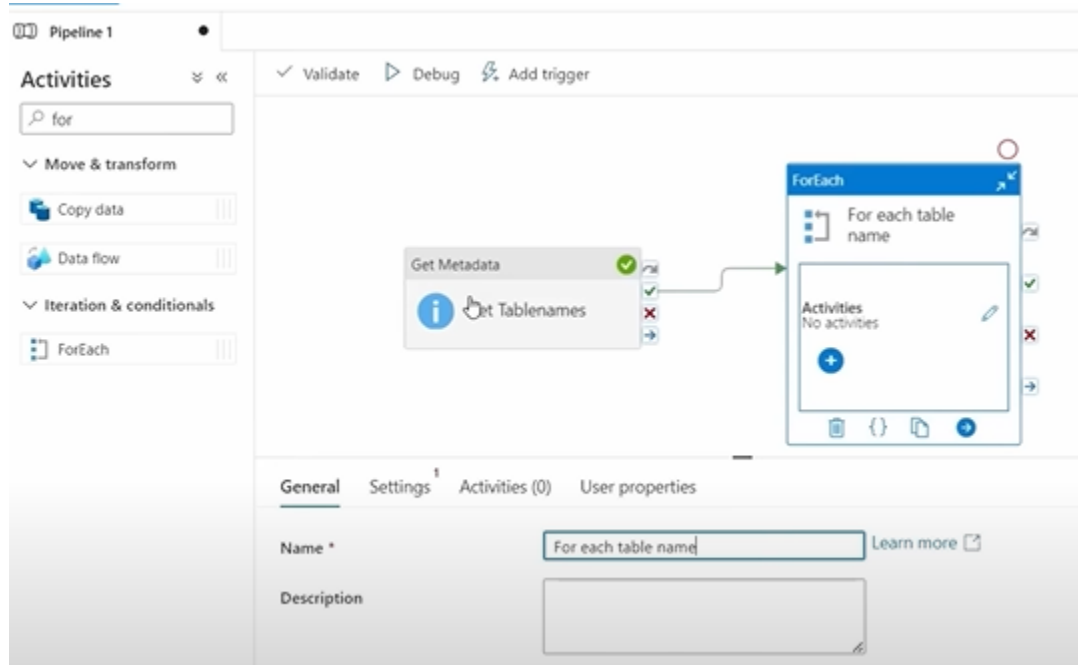 Pipeline 1
Activities
for
Move & transform
Copy data
Data flow
Iteration & conditionals
ForEach
Validate
Debug
Add trigger
Get Metadata
et Tablenames
ForEach
For each table
name
Activities
No activities
General
Settings 1
Activities (0)
User properties
Name *
For each table name
Learn more
Description